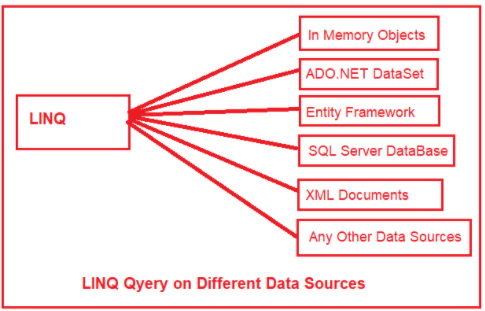 In Memory Objects
ADO.NET DataSet
LINQ
Entity Framework
SQL Server DataBase
XML Documents
Any Other Data Sources
LINQ Qyery on Different Data Sources